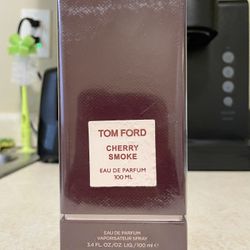 TOM FORD
CHERRY
SMOKE
EAU DE PARFUM
100 ML
EAU DE PARFUM
VAPORISATEUR SPRAY
3.4 FL.OZ./OZ. LIQ./100 ml ℮